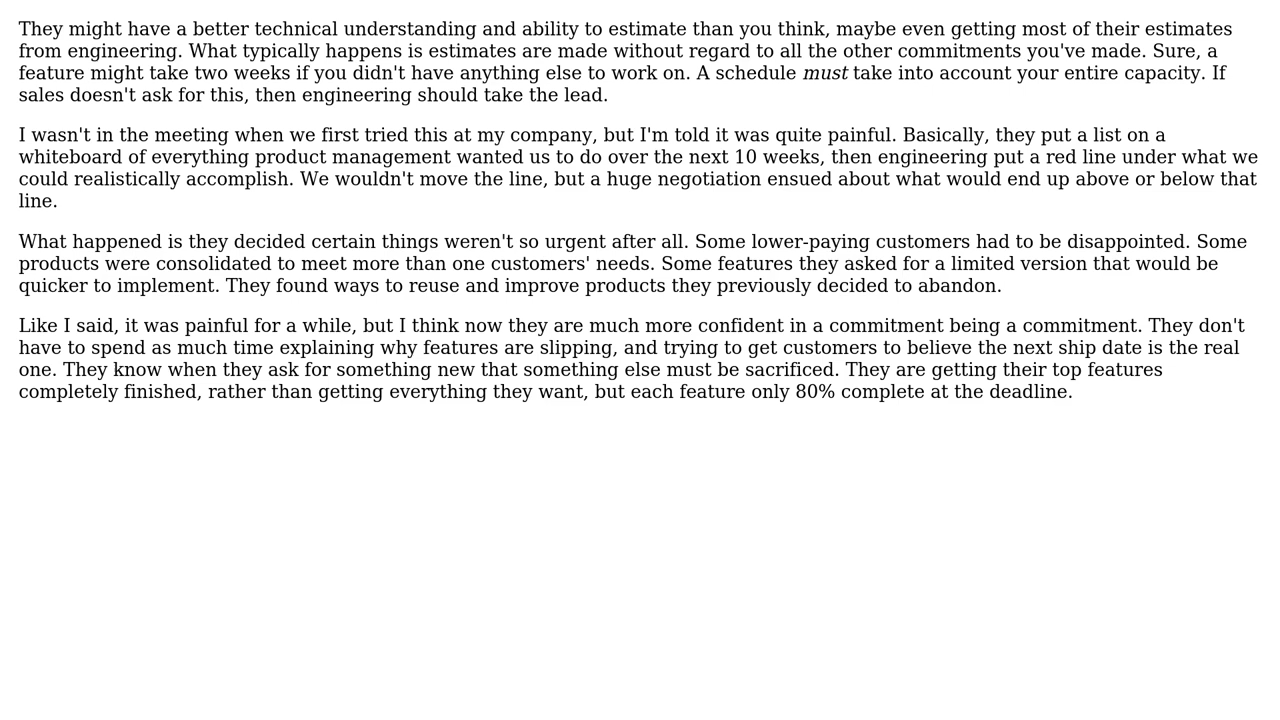 They might have a better technical understanding and ability to estimate than you think, maybe even getting most of their estimates
from engineering. What typically happens is estimates are made without regard to all the other commitments you've made. Sure, a
feature might take two weeks if you didn't have anything else to work on. A schedule must take into account your entire capacity. If
sales doesn't ask for this, then engineering should take the lead.
I wasn't in the meeting when we first tried this at my company, but I'm told it was quite painful. Basically, they put a list on a
whiteboard of everything product management wanted us to do over the next 10 weeks, then engineering put a red line under what we
could realistically accomplish. We wouldn't move the line, but a huge negotiation ensued about what would end up above or below that
line.
What happened is they decided certain things weren't so urgent after all. Some lower-paying customers had to be disappointed. Some
products were consolidated to meet more than one customers' needs. Some features they asked for a limited version that would be
quicker to implement. They found ways to reuse and improve products they previously decided to abandon.
Like I said, it was painful for a while, but I think now they are much more confident in a commitment being a commitment. They don't
have to spend as much time explaining why features are slipping, and trying to get customers to believe the next ship date is the real
one. They know when they ask for something new that something else must be sacrificed. They are getting their top features
completely finished, rather than getting everything they want, but each feature only 80% complete at the deadline.